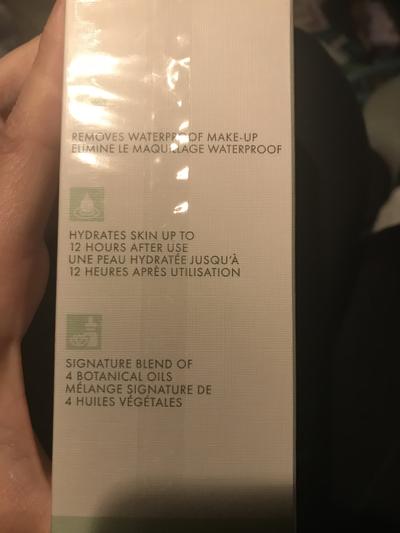 REMOVES WATERPROOF MAKE-UP
ÉLIMINE LE MAQUILLAGE WATERPROOF
HYDRATES SKIN UP TO
12 HOURS AFTER USE
UNE PEAU HYDRATÉE JUSQU'À
12 HEURES APRÈS UTILISATION
SIGNATURE BLEND OF
4 BOTANICAL OILS
MÉLANGE SIGNATURE DE
4 HUILES VÉGÉTALES